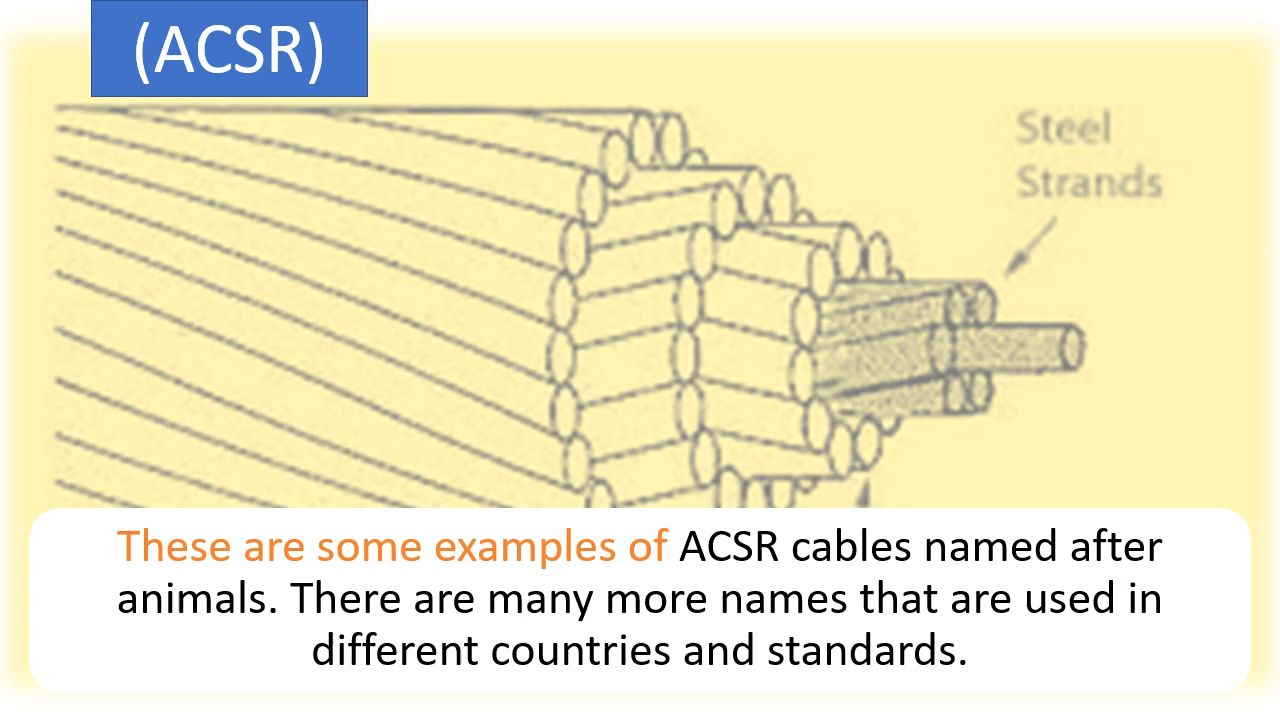 (ACSR)
Steel
Strands
These are some examples of ACSR cables named after
animals. There are many more names that are used in
different countries and standards.